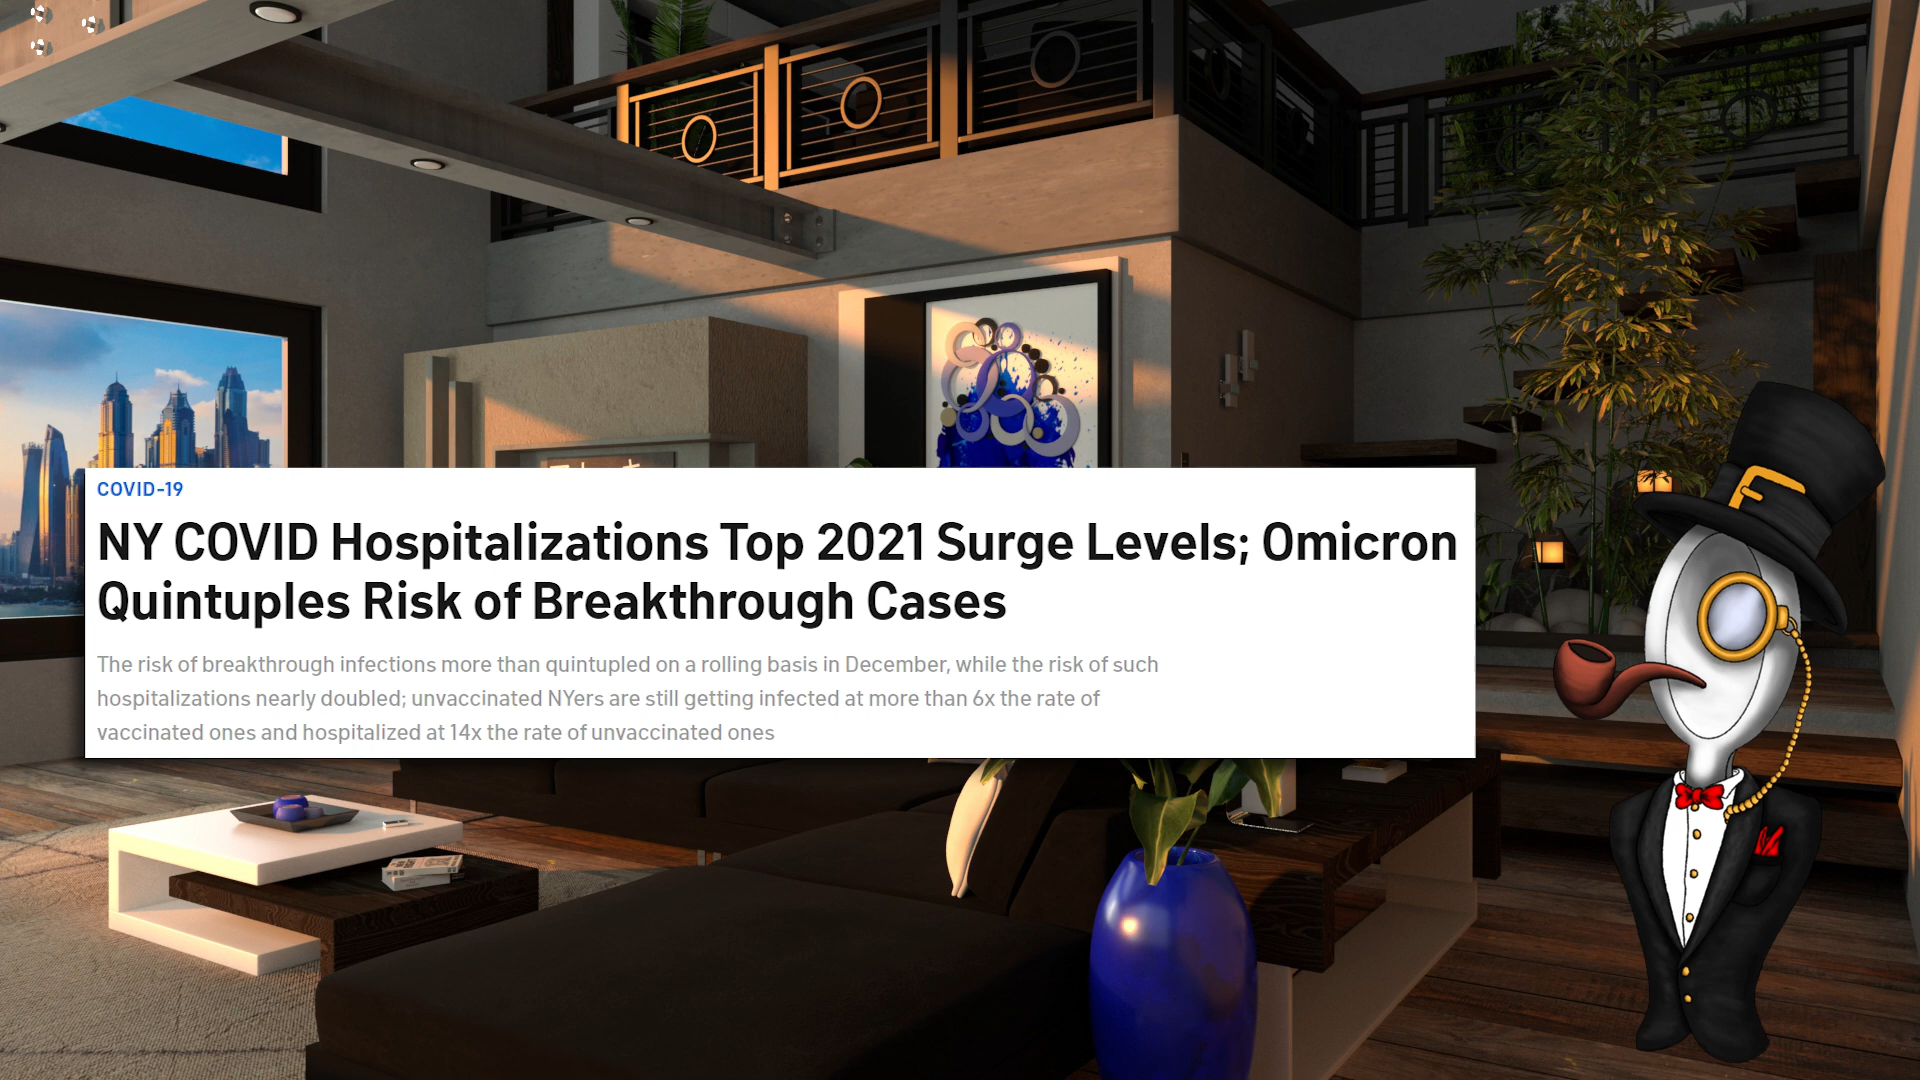 COVID-19
NY COVID Hospitalizations Top 2021 Surge Levels; Omicron
Quintuples Risk of Breakthrough Cases
The risk of breakthrough infections more than quintupled on a rolling basis in December, while the risk of such
hospitalizations nearly doubled; unvaccinated NYers are still getting infected at more than 6x the rate of
vaccinated ones and hospitalized at 14x the rate of unvaccinated ones